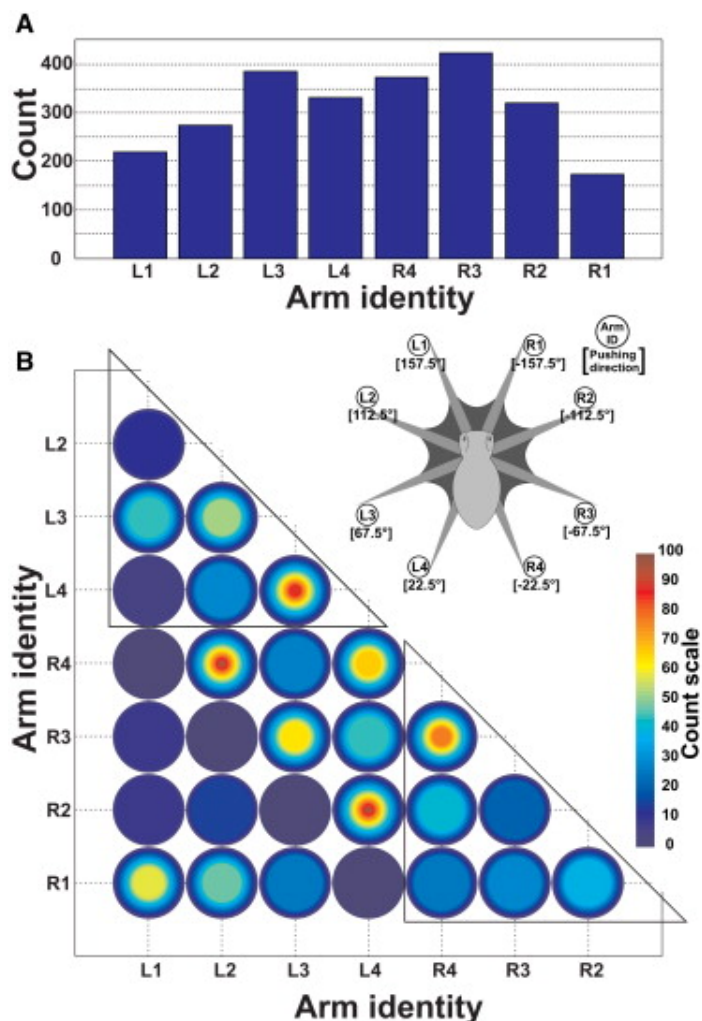 A
Count
400
300
200
100
0
L1 L2 L3 L4 R4 R3 R2 R1
Arm identity
B
L1
[157.5°]
R1
[-157.5°]
Arm
ID
[Pushing
direction]
L2
[112.5°]
R2
[-112.5°]
L3
[67.5°]
R3
[-67.5°]
L4
[22.5°]
R4
[-22.5°]
Arm identity
L2
L3
L4
R4
R3
R2
R1
L1 L2 L3 L4 R4 R3 R2
Arm identity
100
90
80
70
60
50
40
30
20
10
0
Count scale